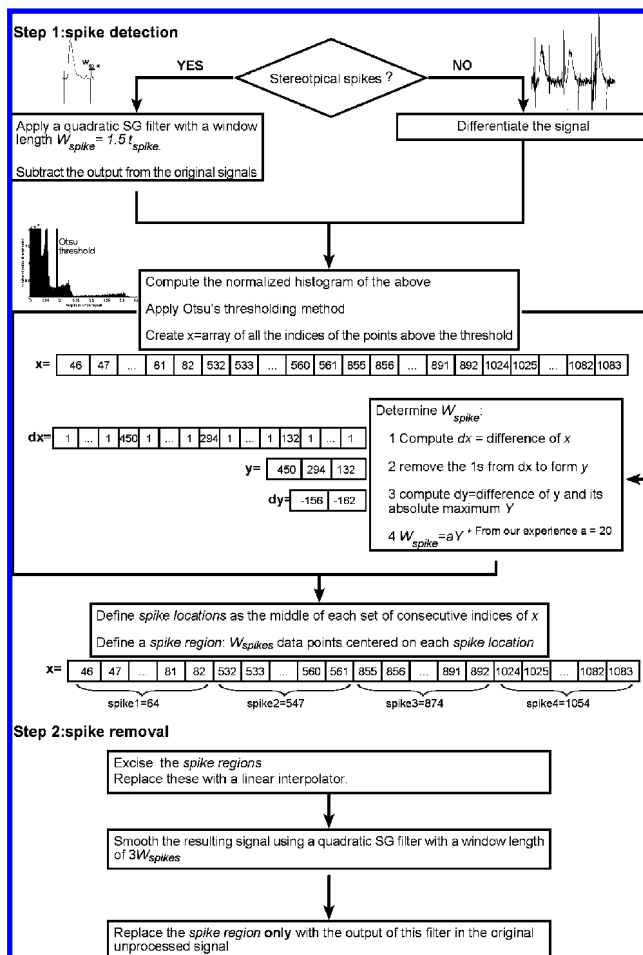 Step 1:spike detection
W
YES
Stereotpical spikes ?
NO
Apply a quadratic SG filter with a window
length Wspike= 1.5 tspike.
Subtract the output from the original signals
Differentiate the signal
Otsu
threshold
Compute the normalized histogram of the above
Apply Otsu's thresholding method
Create x=array of all the indices of the points above the threshold
x= 46 47 ... 81 82 532 533 ... 560 561 855 856 ... 891 892 1024 1025 ... 1082 1083
Determine Wspike:
1 Compute dx = difference of x
2 remove the 1s from dx to form y
3 compute dy=difference of y and its
absolute maximum Y
4 Wspike=aY * From our experience a = 20
dx= 1 ... 1 450 1 ... 1 294 1 ... 1 132 1 ... 1
y= 450 294 132
dy= -156 -162
Define spike locations as the middle of each set of consecutive indices of x
Define a spike region: Wspikes data points centered on each spike location
x= 46 47 ... 81 82 532 533 ... 560 561 855 856 ... 891 892 1024 1025 ... 1082 1083
spike1=64 spike2=547 spike3=874 spike4=1054
Step 2:spike removal
Excise the spike regions
Replace these with a linear interpolator.
Smooth the resulting signal using a quadratic SG filter with a window length
of 3Wspikes
Replace the spike region only with the output of this filter in the original
unprocessed signal